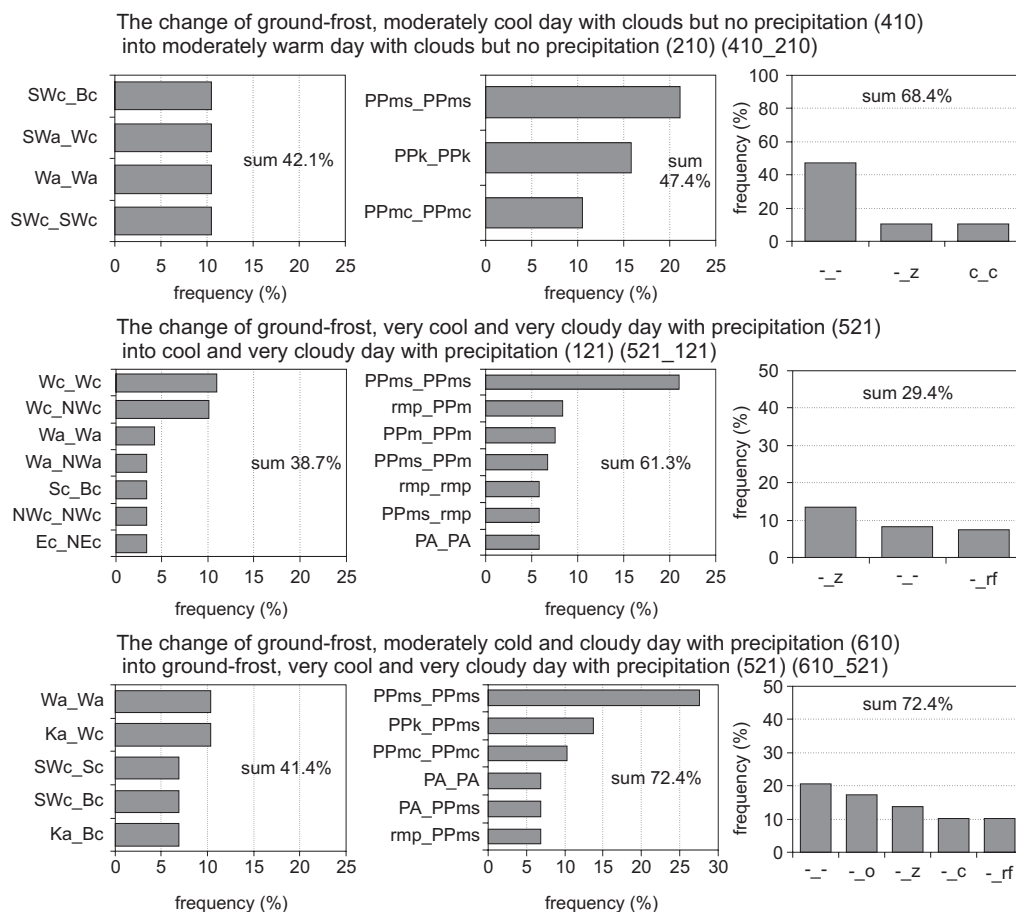 The change of ground-frost, moderately cool day with clouds but no precipitation (410)
into moderately warm day with clouds but no precipitation (210) (410_210)
SWc_Bc
SWa_Wc
Wa_Wa
SWc_SWc
sum 42.1%
0 5 10 15 20 25
frequency (%)
PPms_PPms
PPk_PPk
PPmc_PPmc
sum
47.4%
0 5 10 15 20 25
frequency (%)
frequency (%)
100
80
60
40
20
0
sum 68.4%
-_- -_z c_c
The change of ground-frost, very cool and very cloudy day with precipitation (521)
into cool and very cloudy day with precipitation (121) (521_121)
Wc_Wc
Wc_NWc
Wa_Wa
Wa_NWa
Sc_Bc
NWc_NWc
Ec_NEc
sum 38.7%
0 5 10 15 20 25
frequency (%)
PPms_PPms
rmp_PPm
PPm_PPm
PPms_PPm
rmp_rmp
PPms_rmp
PA_PA
sum 61.3%
0 5 10 15 20 25
frequency (%)
frequency (%)
50
40
30
20
10
0
sum 29.4%
-_z -_- -_rf
The change of ground-frost, moderately cold and cloudy day with precipitation (610)
into ground-frost, very cool and very cloudy day with precipitation (521) (610_521)
Wa_Wa
Ka_Wc
SWc_Sc
SWc_Bc
Ka_Bc
sum 41.4%
0 5 10 15 20 25
frequency (%)
PPms_PPms
PPk_PPms
PPmc_PPmc
PA_PA
PA_PPms
rmp_PPms
sum 72.4%
0 5 10 15 20 25 30
frequency (%)
frequency (%)
50
40
30
20
10
0
sum 72.4%
-_- -_o -_z -_c -_rf